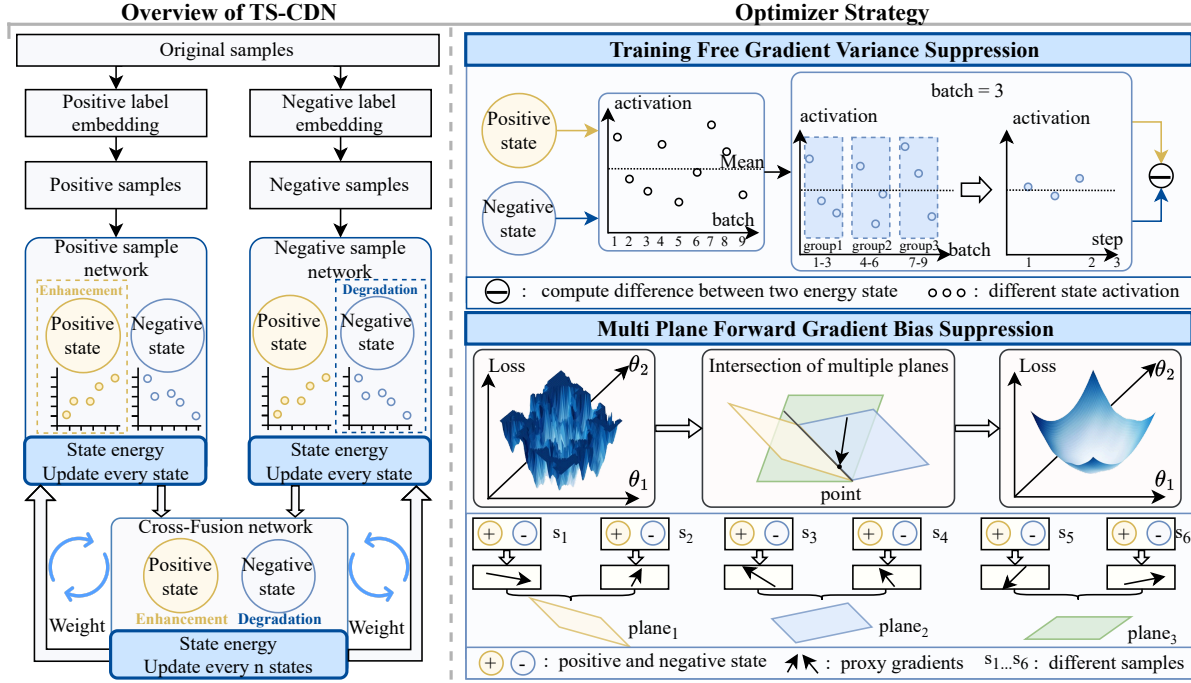 Overview of TS-CDN
Original samples
Positive label
embedding
Negative label
embedding
Positive samples
Negative samples
Positive sample
network
Negative sample
network
Enhancement
Positive
state
Negative
state
Positive
state
Degradation
Negative
state
State energy
Update every state
State energy
Update every state
Cross-Fusion network
Positive
state
Negative
state
Enhancement
Degradation
Weight
Weight
State energy
Update every n states
Optimizer Strategy
Training Free Gradient Variance Suppression
Positive
state
Negative
state
activation
Mean
batch
1 2 3 4 5 6 7 8 9
batch = 3
activation
group1
group2
group3
batch
1-3
4-6
7-9
activation
step
1 2 3
: compute difference between two energy state
: different state activation
Multi Plane Forward Gradient Bias Suppression
Loss
θ2
θ1
Intersection of multiple planes
point
Loss
θ2
θ1
+ - s1
+ - s2
+ - s3
+ - s4
+ - s5
+ - s6
plane1
plane2
plane3
+ - : positive and negative state
: proxy gradients
s1...s6 : different samples